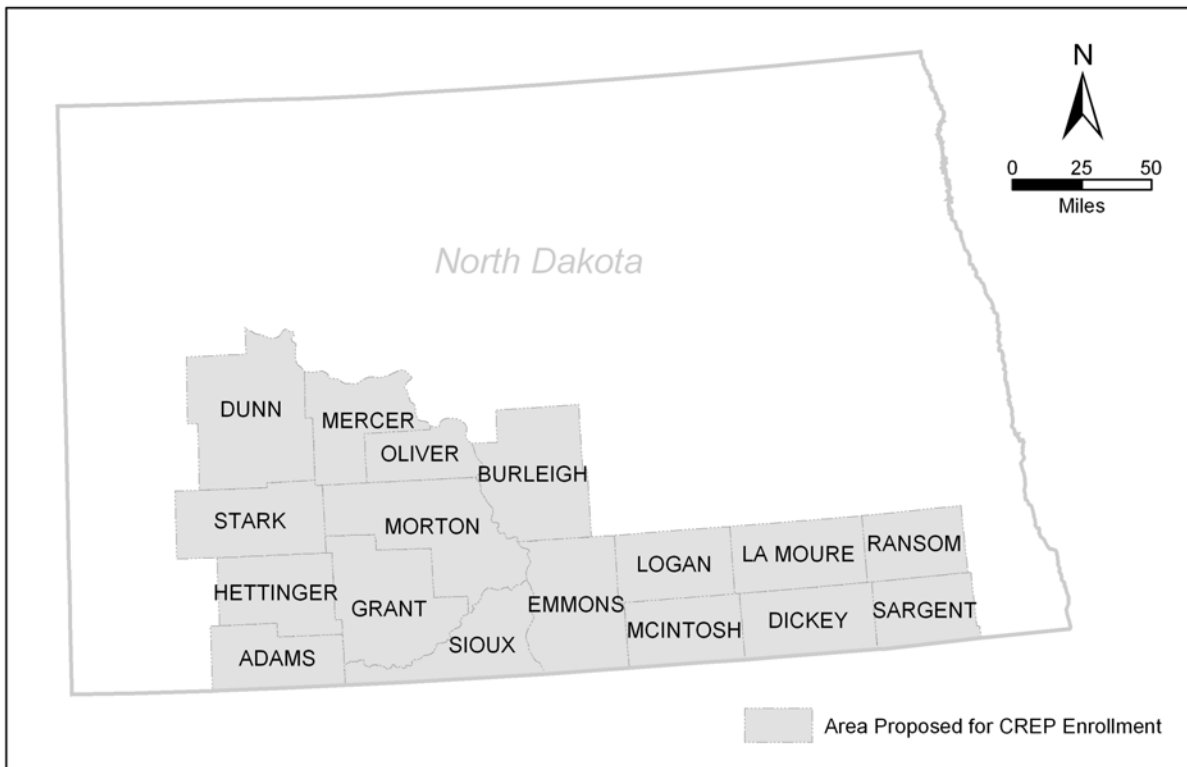 N
0 25 50
Miles
North Dakota
DUNN
MERCER
OLIVER
BURLEIGH
STARK
MORTON
LOGAN
LA MOURE
RANSOM
HETTINGER
GRANT
EMMONS
MCINTOSH
DICKEY
SARGENT
ADAMS
SIOUX
Area Proposed for CREP Enrollment